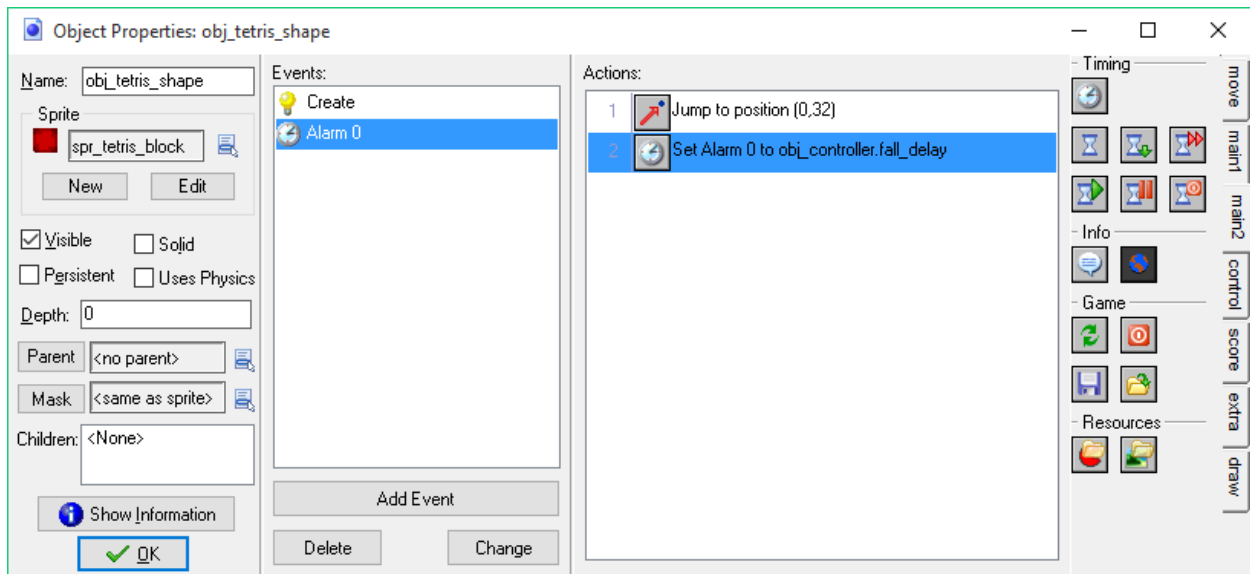 Object Properties: obj_tetris_shape
Name: obj_tetris_shape
Sprite
spr_tetris_block
New Edit
Visible Solid
Persistent Uses Physics
Depth: 0
Parent <no parent>
Mask <same as sprite>
Children: <None>
Show Information
OK
Events:
Create
Alarm 0
Add Event
Delete Change
Actions:
1 Jump to position (0,32)
2 Set Alarm 0 to obj_controller.fall_delay
Timing
Info
Game
Resources
move
main1
main2
control
score
extra
draw